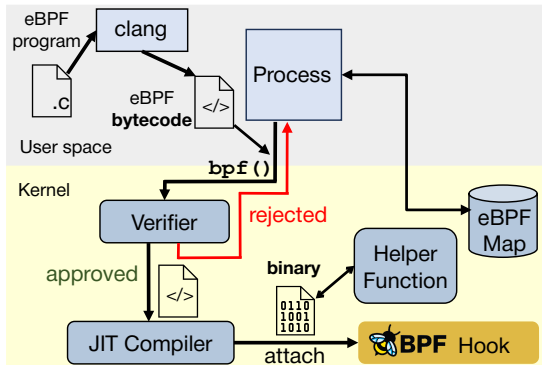 eBPF
program
clang
.C
</>
eBPF
bytecode
Process
User space
bpf()
Kernel
Verifier
rejected
eBPF
Map
approved
</>
binary
Helper
Function
0110
1001
1010
JIT Compiler
attach
BPF Hook